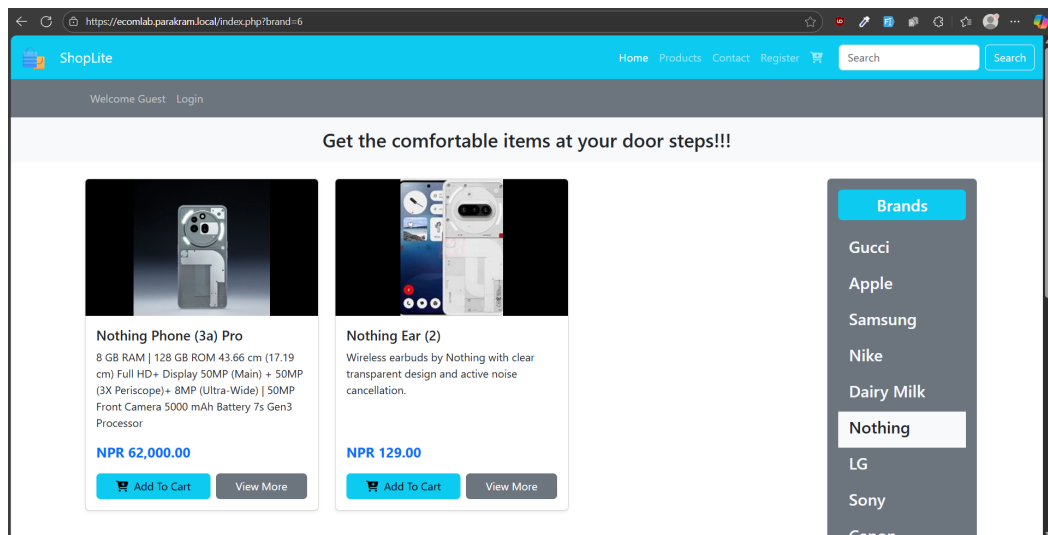 https://ecomlab.parakram.local/index.php?brand=6
ShopLite
Home Products Contact Register
Search
Search
Welcome Guest Login
Get the comfortable items at your door steps!!!
Nothing Phone (3a) Pro
8 GB RAM | 128 GB ROM 43.66 cm (17.19
cm) Full HD+ Display 50MP (Main) + 50MP
(3X Periscope)+ 8MP (Ultra-Wide) | 50MP
Front Camera 5000 mAh Battery 7s Gen3
Processor
NPR 62,000.00
Add To Cart
View More
Nothing Ear (2)
Wireless earbuds by Nothing with clear
transparent design and active noise
cancellation.
NPR 129.00
Add To Cart
View More
Brands
Gucci
Apple
Samsung
Nike
Dairy Milk
Nothing
LG
Sony
Canon